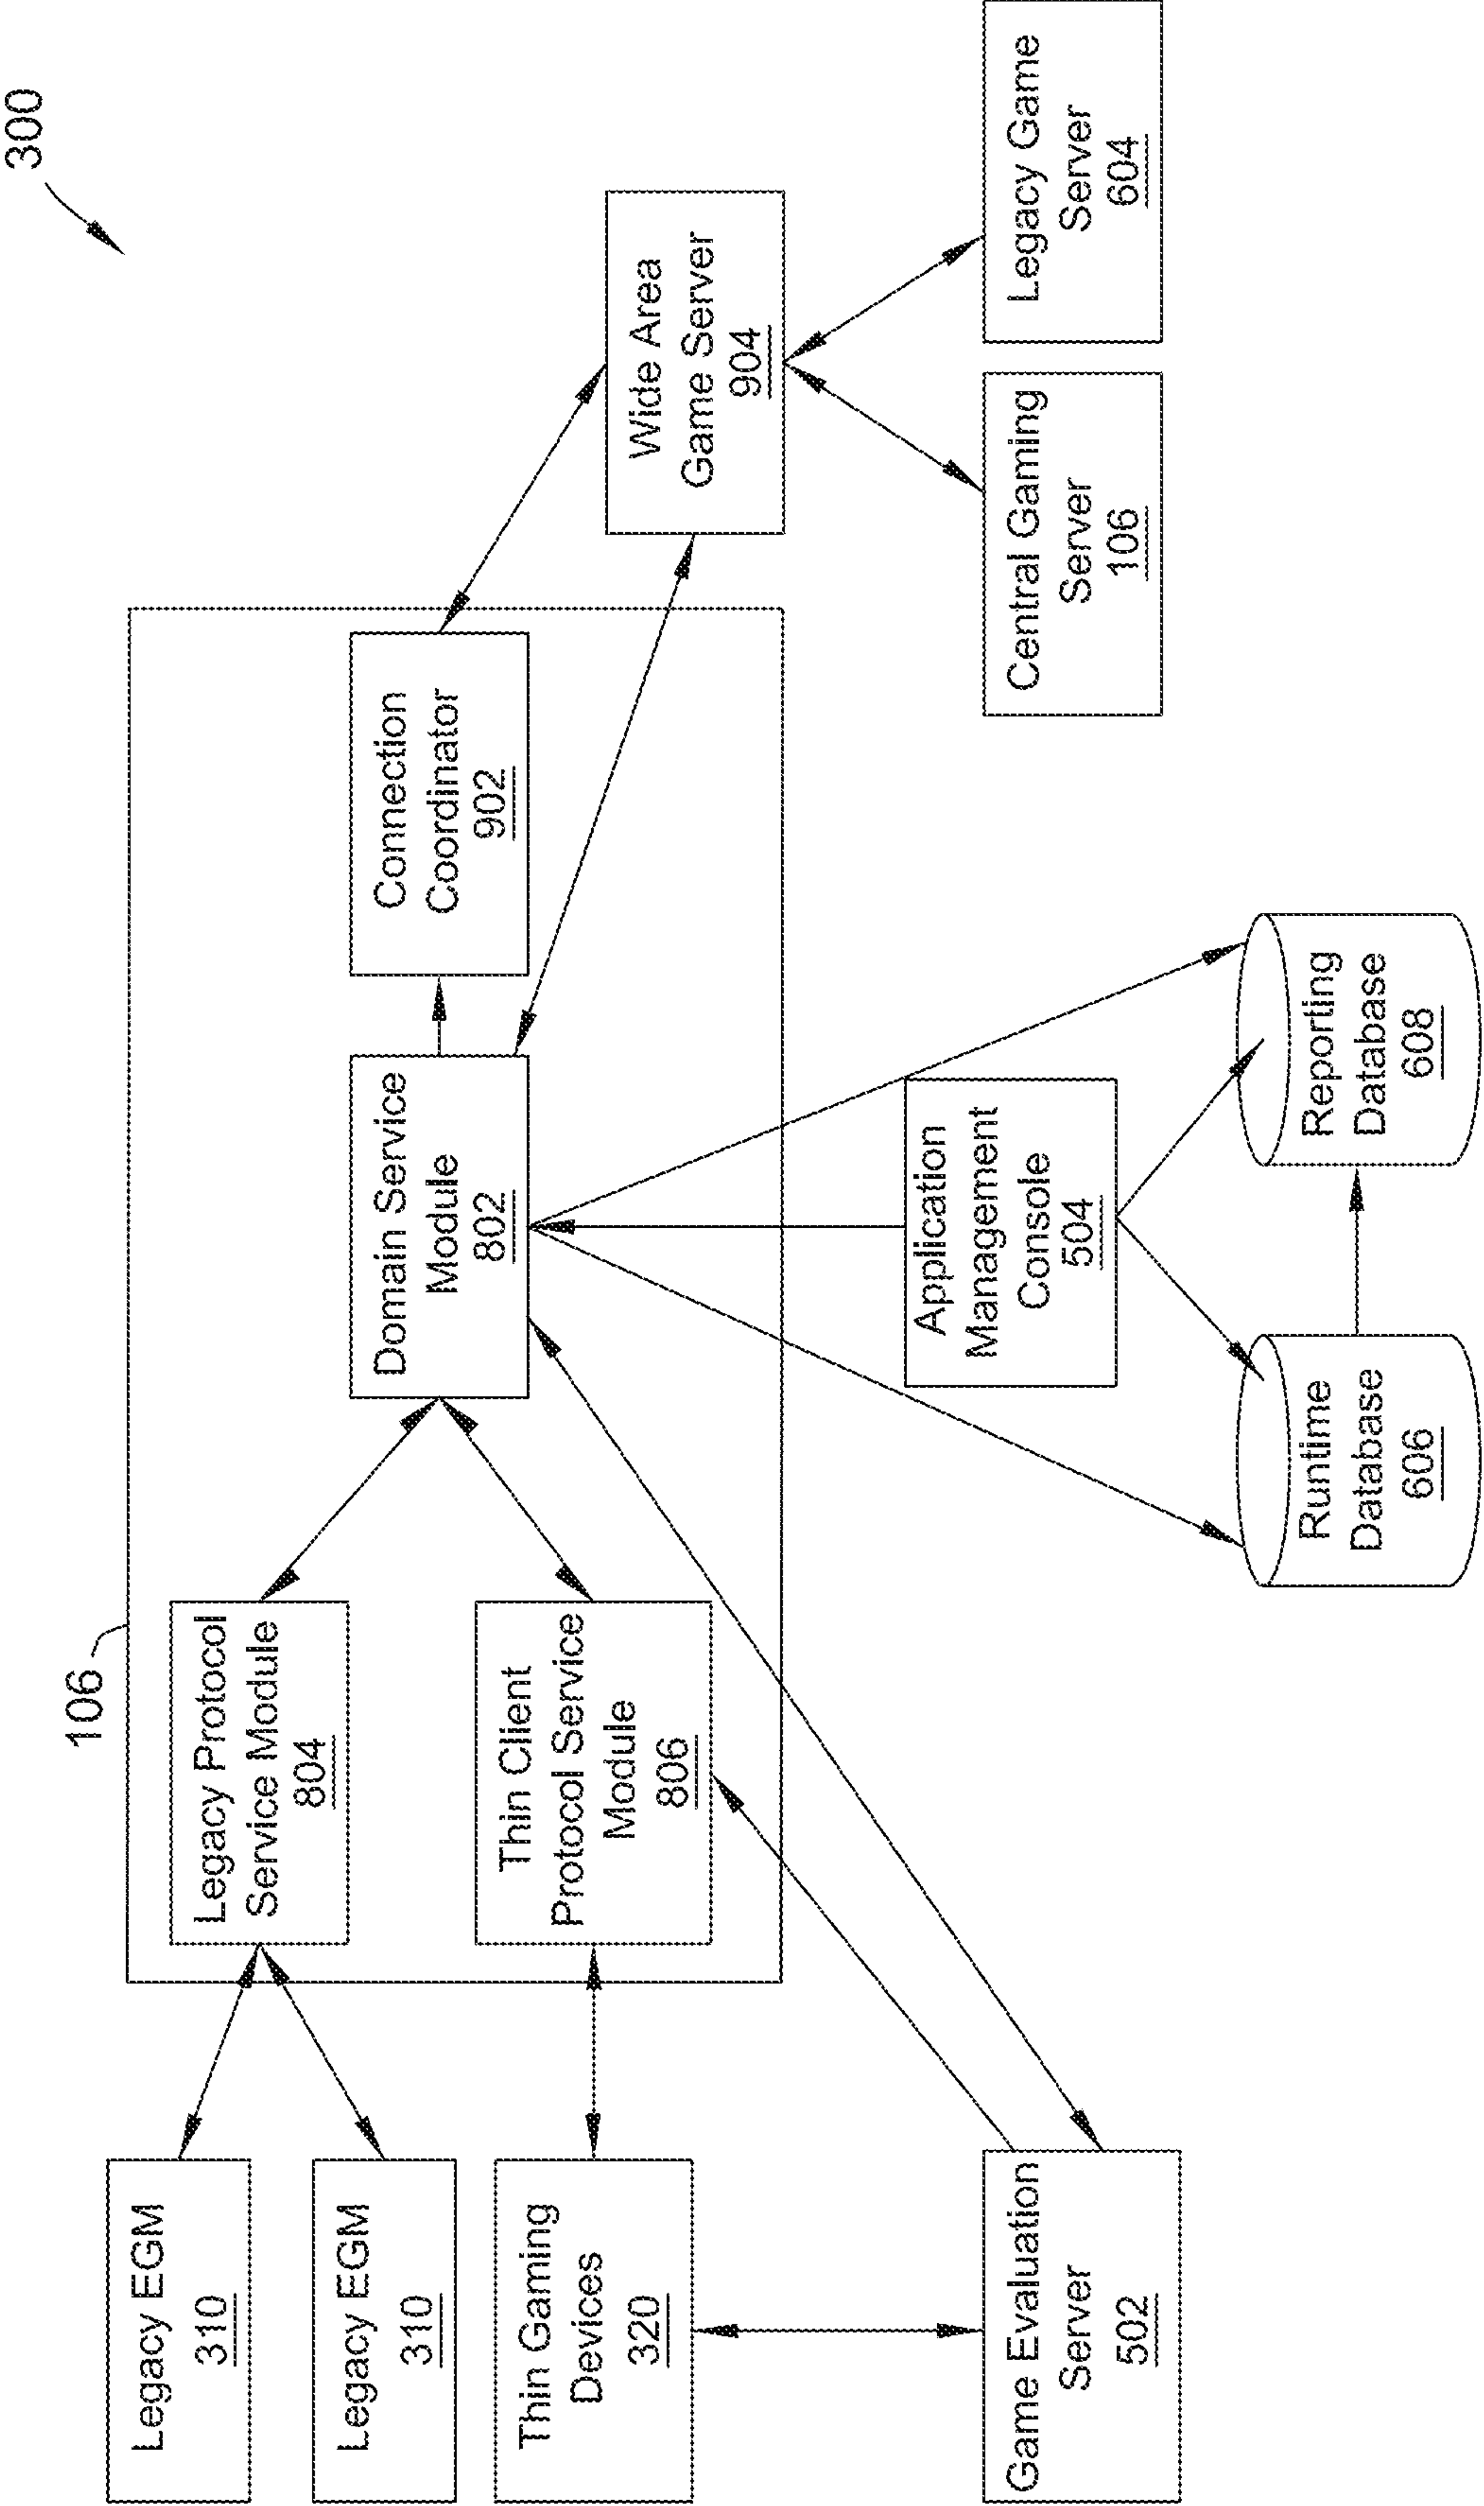 300
106
Legacy EGM
310
Legacy EGM
310
Thin Gaming
Devices
320
Game Evaluation
Server
502
Legacy Protocol
Service Module
804
Thin Client
Protocol Service
Module
806
Domain Service
Module
802
Connection
Coordinator
902
Wide Area
Game Server
904
Central Gaming
Server
106
Legacy Game
Server
604
Application
Management
Console
504
Runtime
Database
606
Reporting
Database
608